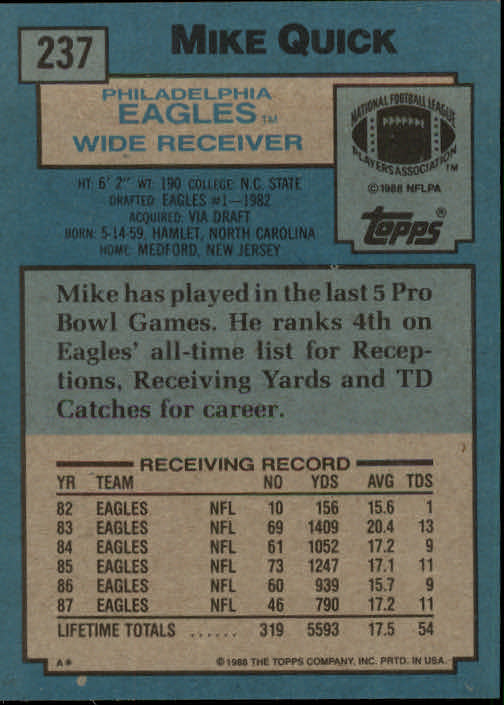 237
MIKE QUICK
PHILADELPHIA
EAGLES™
WIDE RECEIVER
NATIONAL FOOTBALL LEAGUE
PLAYERS ASSOCIATION™
©1988 NFLPA
topps®
HT: 6' 2" WT: 190 COLLEGE: N.C. STATE
DRAFTED: EAGLES #1—1982
ACQUIRED: VIA DRAFT
BORN: 5-14-59, HAMLET, NORTH CAROLINA
HOME: MEDFORD, NEW JERSEY
Mike has played in the last 5 Pro
Bowl Games. He ranks 4th on
Eagles' all-time list for Recep-
tions, Receiving Yards and TD
Catches for career.
RECEIVING RECORD
YR TEAM NO YDS AVG TDS
82 EAGLES NFL 10 156 15.6 1
83 EAGLES NFL 69 1409 20.4 13
84 EAGLES NFL 61 1052 17.2 9
85 EAGLES NFL 73 1247 17.1 11
86 EAGLES NFL 60 939 15.7 9
87 EAGLES NFL 46 790 17.2 11
LIFETIME TOTALS ...... 319 5593 17.5 54
A* ©1988 THE TOPPS COMPANY, INC. PRTD. IN USA.